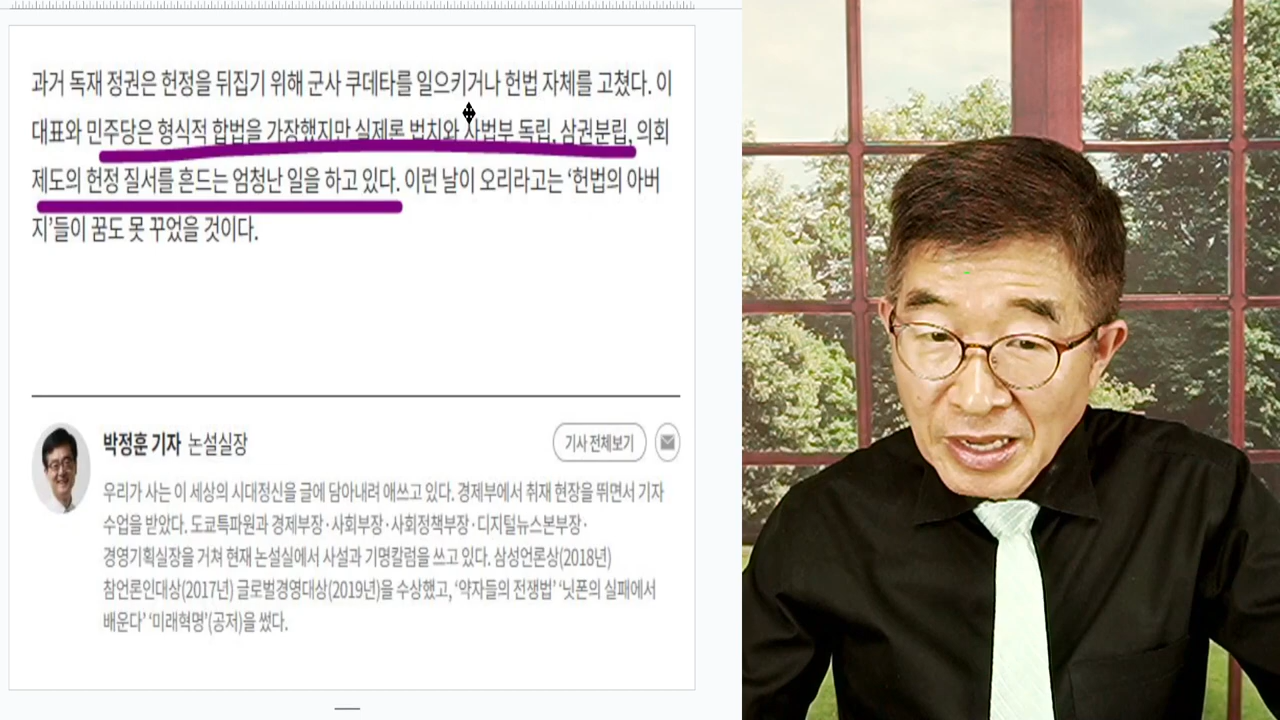 과거 독재 정권은 헌정을 뒤집기 위해 군사 쿠데타를 일으키거나 헌법 자체를 고쳤다. 이
대표와 민주당은 형식적 합법을 가장했지만 실제론 법치와 사법부 독립, 삼권분립, 의회
제도의 헌정 질서를 흔드는 엄청난 일을 하고 있다. 이런 날이 오리라고는 ‘헌법의 아버
지’들이 꿈도 못 꾸었을 것이다.
박정훈 기자 논설실장
기사 전체보기
우리가 사는 이 세상의 시대정신을 글에 담아내려 애쓰고 있다. 경제부에서 취재 현장을 뛰면서 기자
수업을 받았다. 도쿄특파원과 경제부장·사회부장·사회정책부장·디지털뉴스본부장·
경영기획실장을 거쳐 현재 논설실에서 사설과 기명칼럼을 쓰고 있다. 삼성언론상(2018년)
참언론인대상(2017년) 글로벌경영대상(2019년)을 수상했고, ‘약자들의 전쟁법’ ‘닛폰의 실패에서
배운다’ ‘미래혁명’(공저)을 썼다.